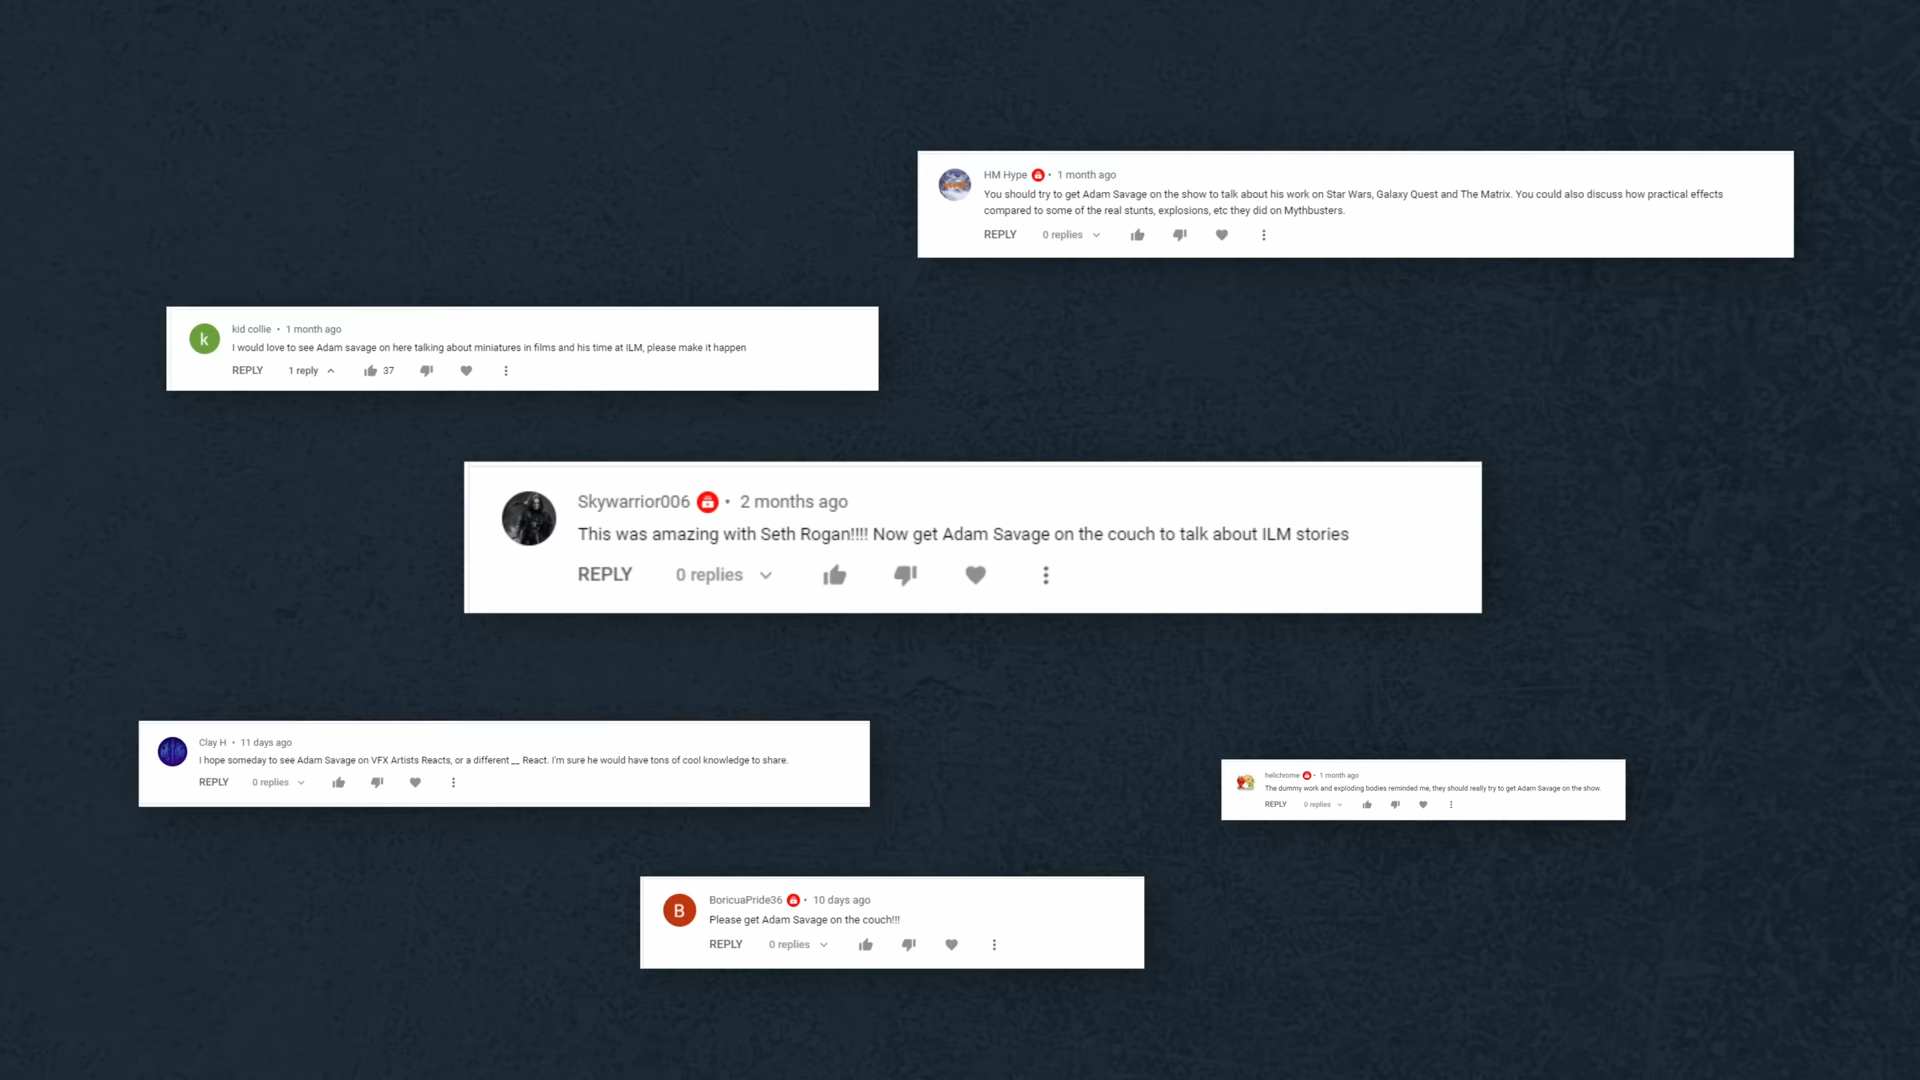 HM Hype • 1 month ago
You should try to get Adam Savage on the show to talk about his work on Star Wars, Galaxy Quest and The Matrix. You could also discuss how practical effects
compared to some of the real stunts, explosions, etc they did on Mythbusters.
REPLY 0 replies
k
kid collie • 1 month ago
I would love to see Adam savage on here talking about miniatures in films and his time at ILM, please make it happen
REPLY 1 reply 37
Skywarrior006 • 2 months ago
This was amazing with Seth Rogan!!!! Now get Adam Savage on the couch to talk about ILM stories
REPLY 0 replies
Clay H • 11 days ago
I hope someday to see Adam Savage on VFX Artists Reacts, or a different __ React. I'm sure he would have tons of cool knowledge to share.
REPLY 0 replies
helichrome • 1 month ago
The dummy work and exploding bodies reminded me, they should really try to get Adam Savage on the show.
REPLY 0 replies
B
BoricuaPride36 • 10 days ago
Please get Adam Savage on the couch!!!
REPLY 0 replies